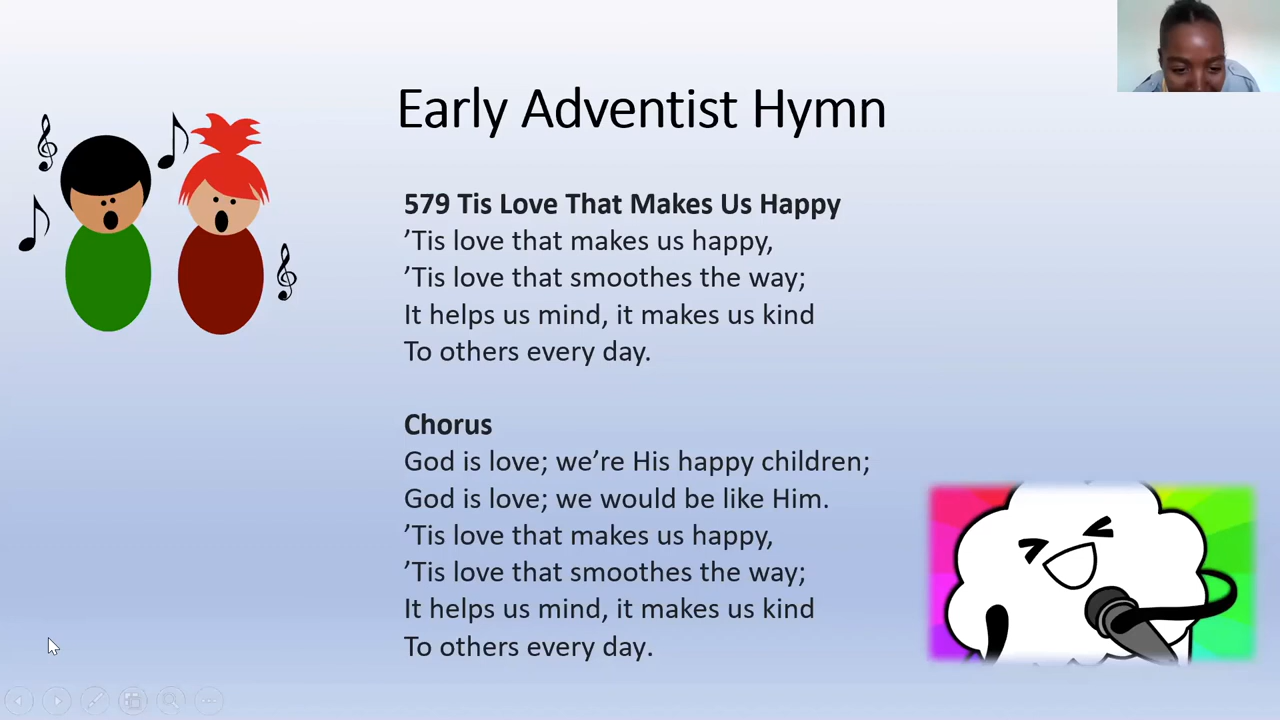 Early Adventist Hymn
579 Tis Love That Makes Us Happy
’Tis love that makes us happy,
’Tis love that smoothes the way;
It helps us mind, it makes us kind
To others every day.
Chorus
God is love; we’re His happy children;
God is love; we would be like Him.
’Tis love that makes us happy,
’Tis love that smoothes the way;
It helps us mind, it makes us kind
To others every day.